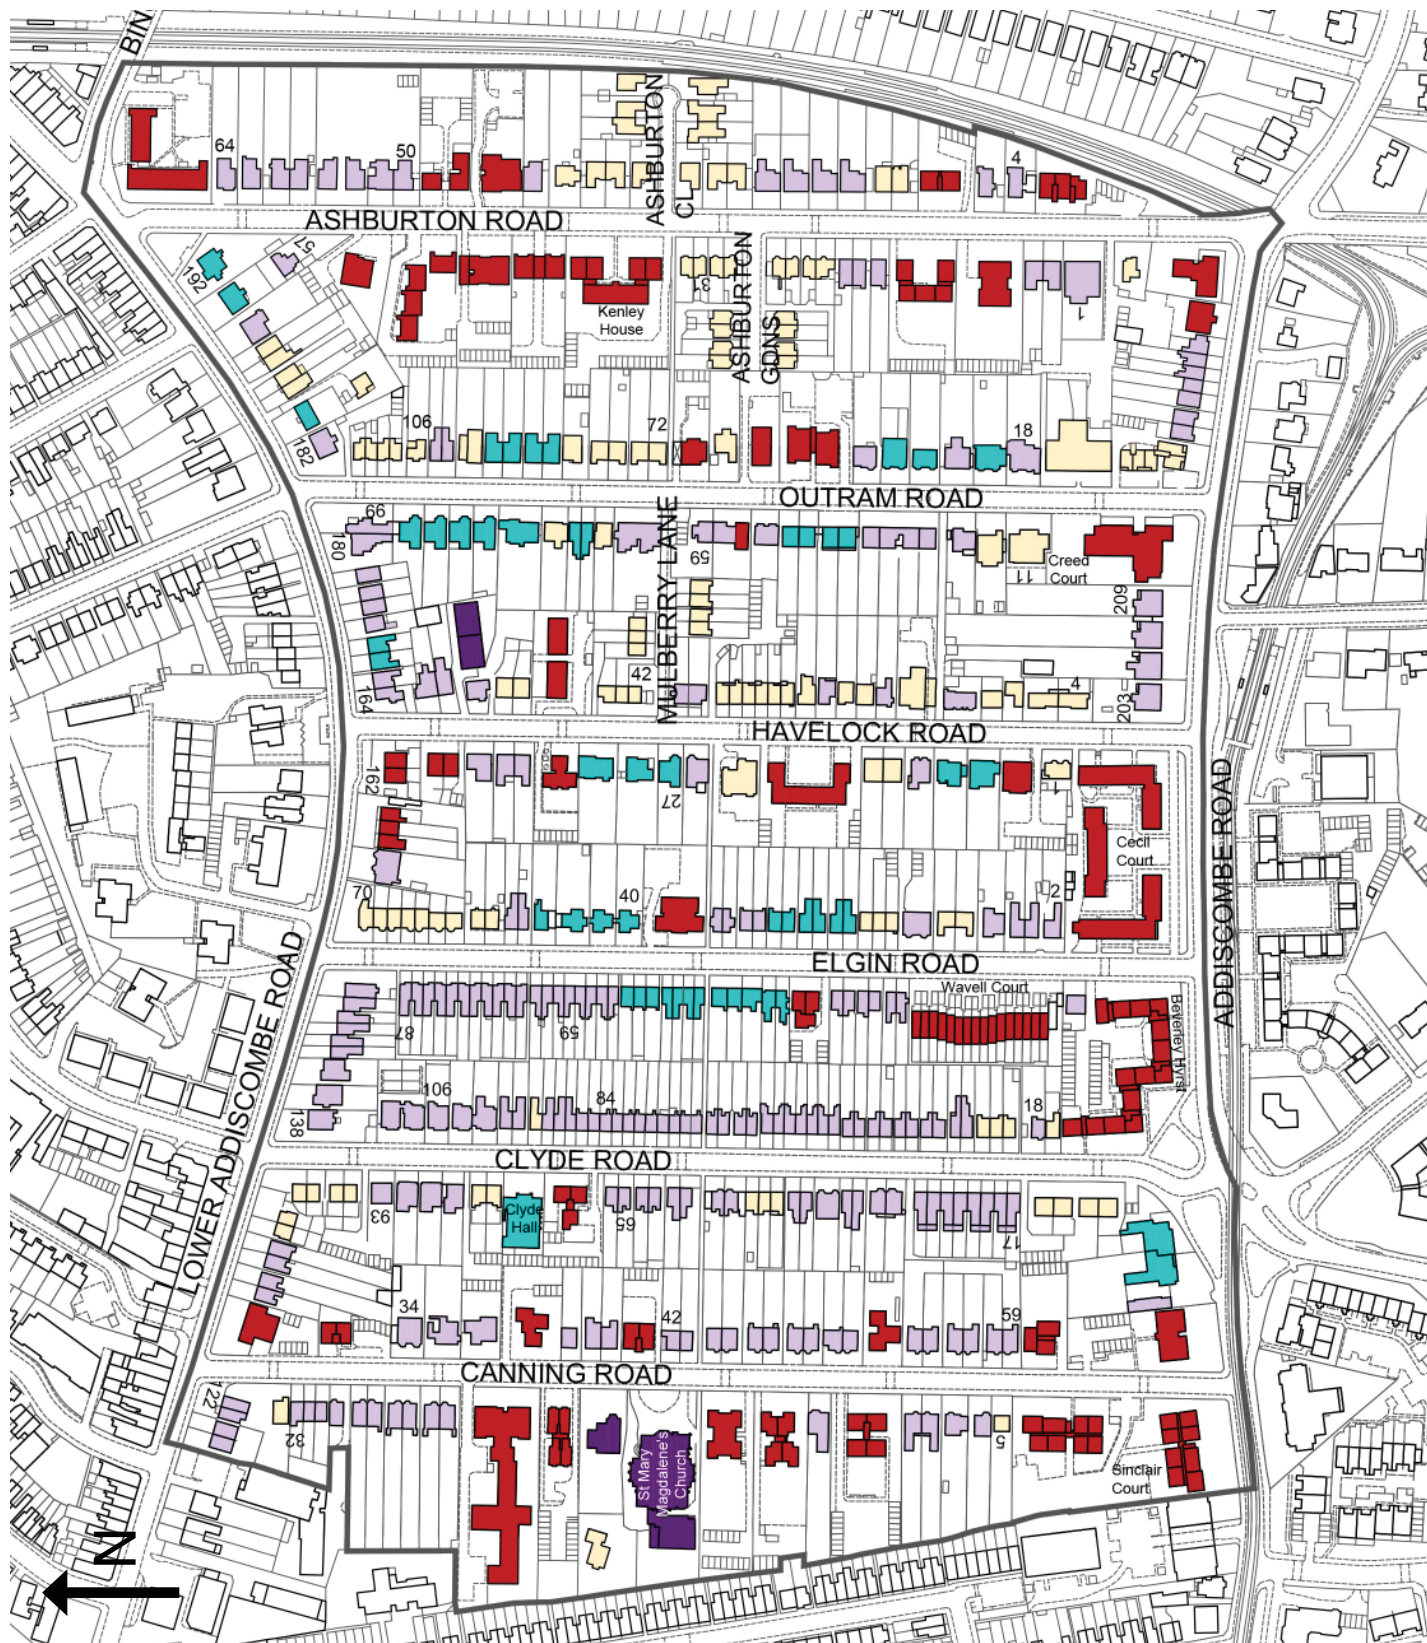 BIN
ASHBURTON
CL
64
50
4
ASHBURTON ROAD
57
192
31
ASHBURTON
GDNS
Kenley
House
1
182
106
72
18
OUTRAM ROAD
66
180
MULBERRY LANE
59
11
Creed
Court
209
164
42
4
203
HAVELOCK ROAD
162
27
1
Cecil
Court
ADDISCOMBE ROAD
70
40
2
LOWER ADDISCOMBE ROAD
ELGIN ROAD
Wavell Court
87
59
Beverley Hyrst
138
106
84
18
CLYDE ROAD
93
Clyde
Hall
65
17
34
42
59
CANNING ROAD
122
32
5
St Mary
Magdalene's
Church
Sinclair
Court
N